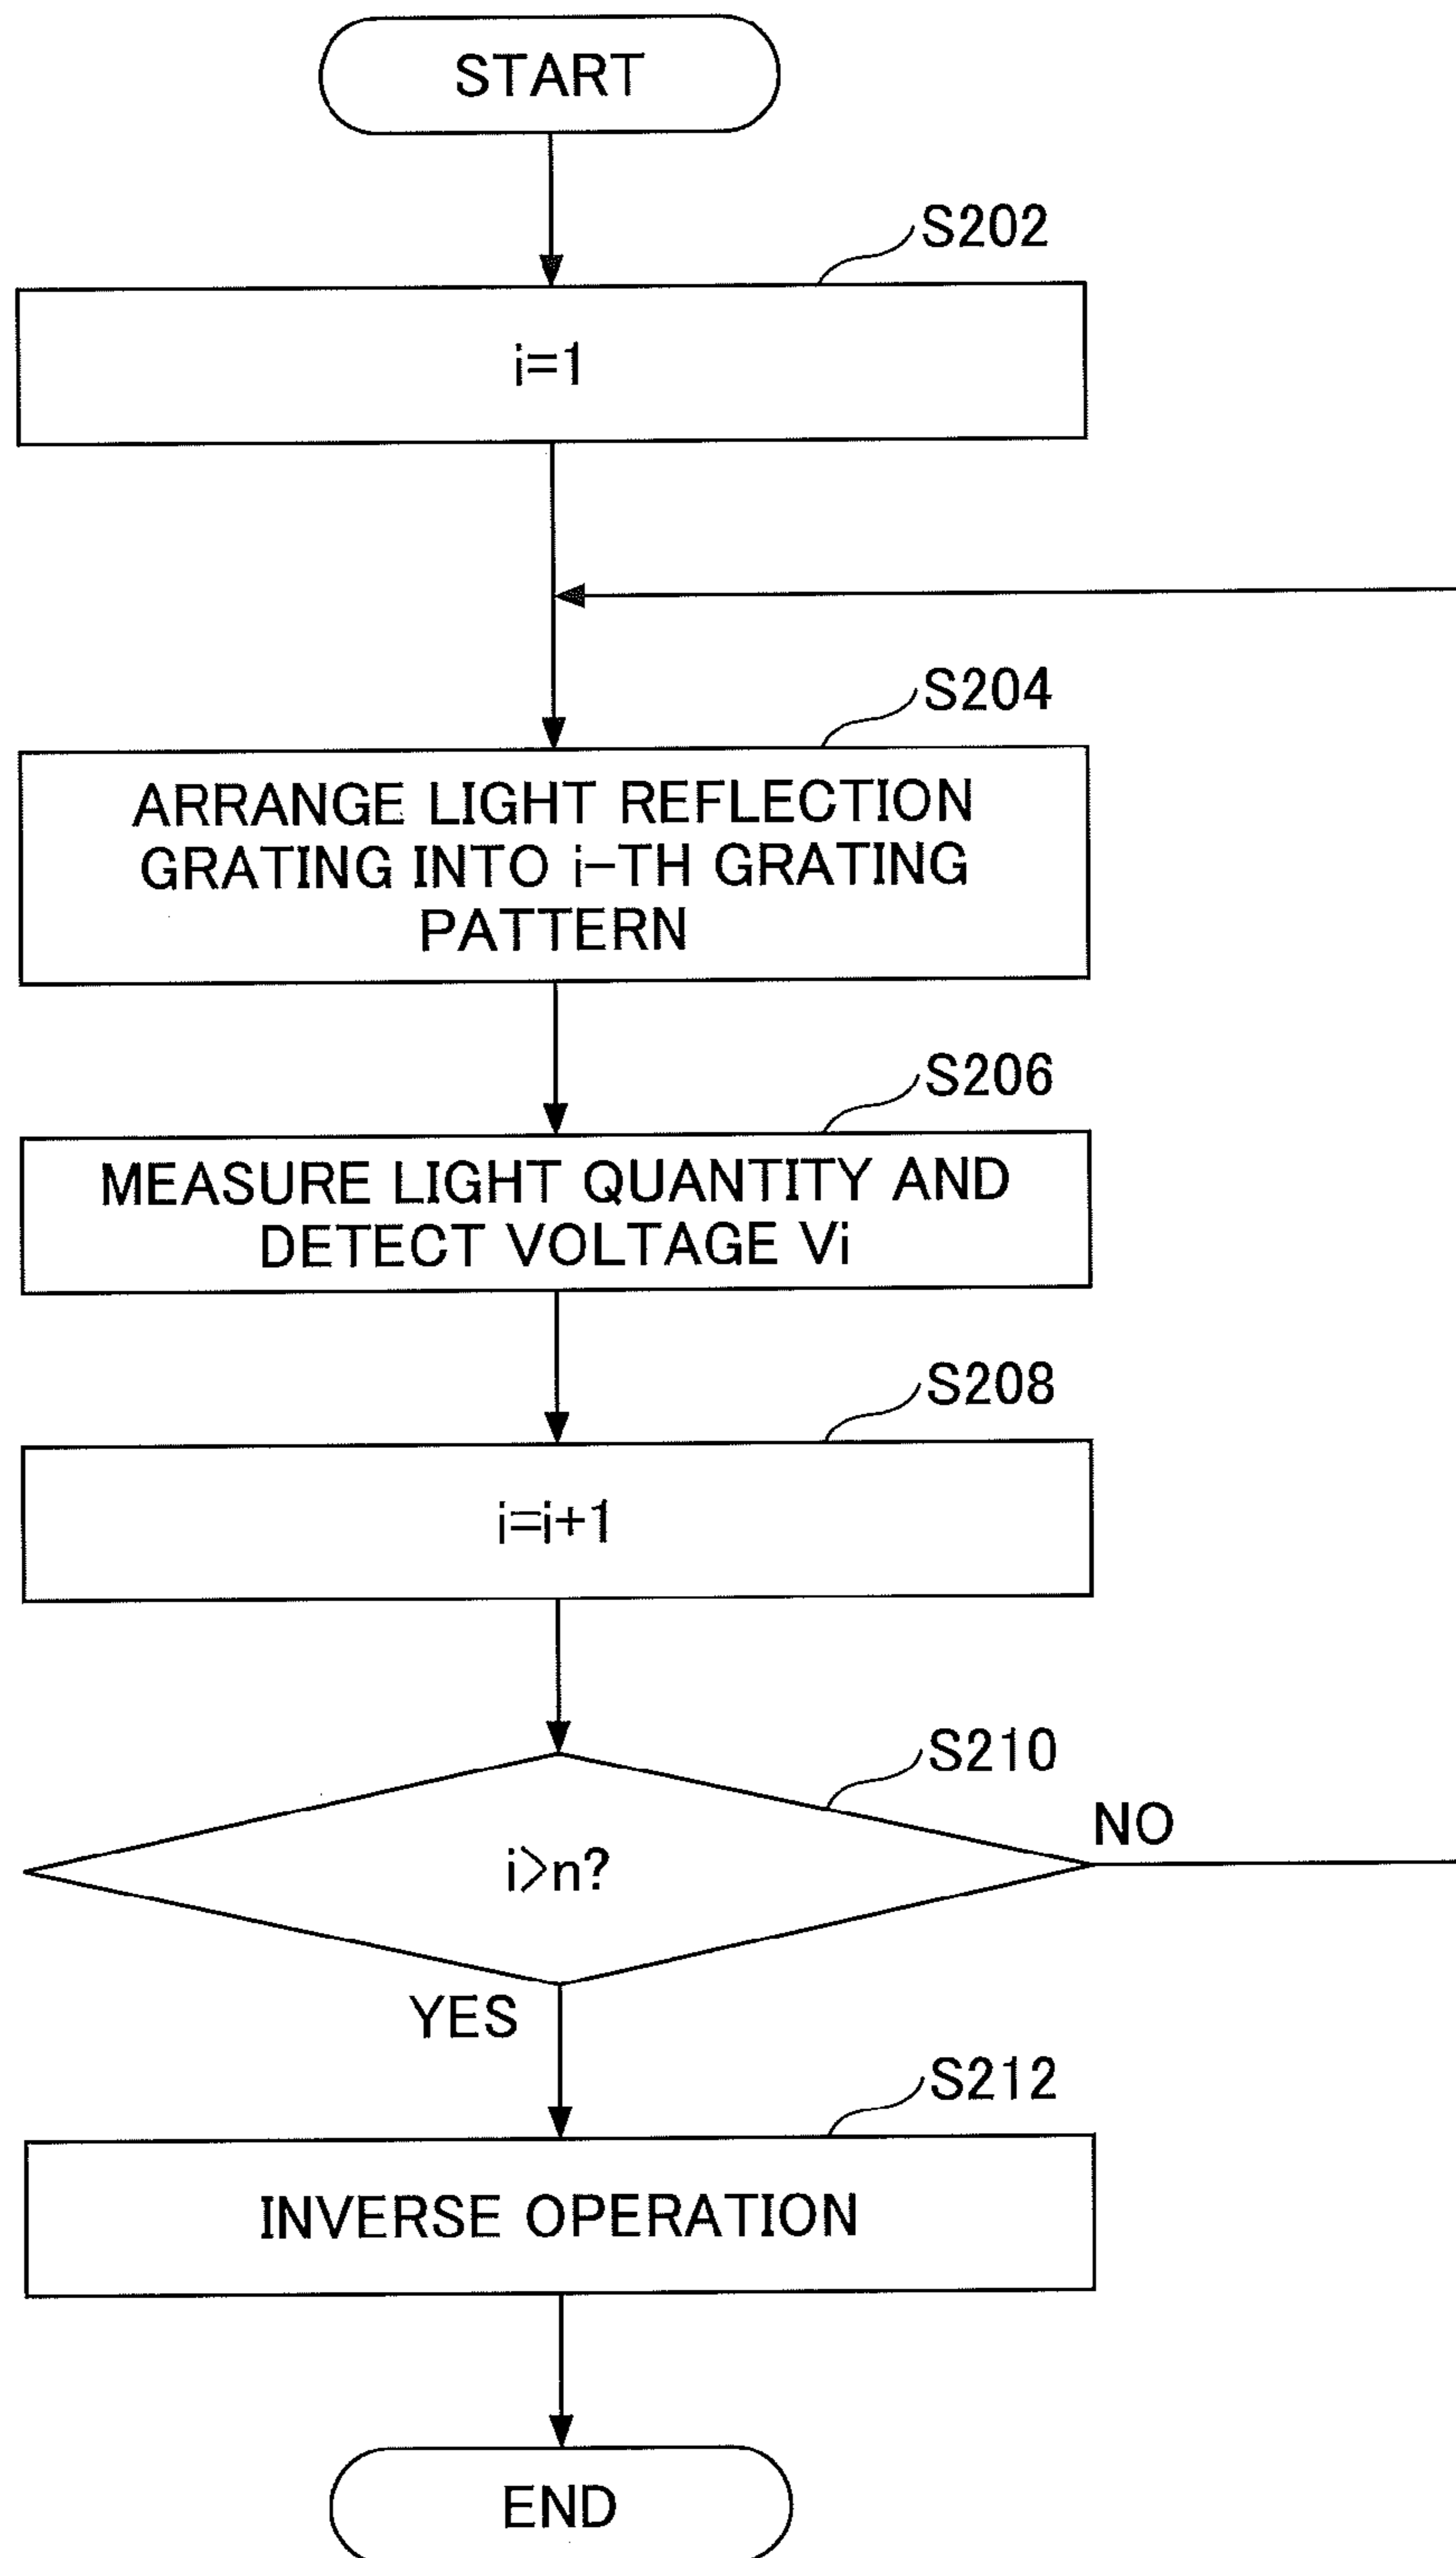 START
S202
i=1
S204
ARRANGE LIGHT REFLECTION
GRATING INTO i-TH GRATING
PATTERN
S206
MEASURE LIGHT QUANTITY AND
DETECT VOLTAGE Vi
S208
i=i+1
S210
i>n?
NO
YES
S212
INVERSE OPERATION
END